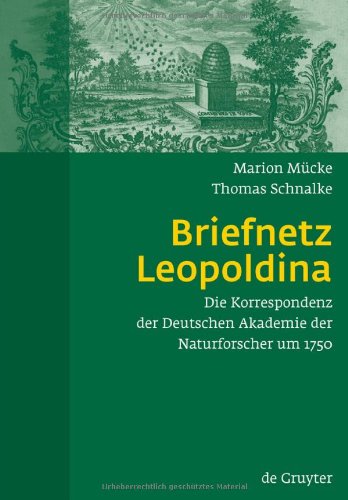 Marion Mücke
Thomas Schnalke
Briefnetz
Leopoldina
Die Korrespondenz
der Deutschen Akademie der
Naturforscher um 1750
de Gruyter
Urheberrechtlich geschütztes Material